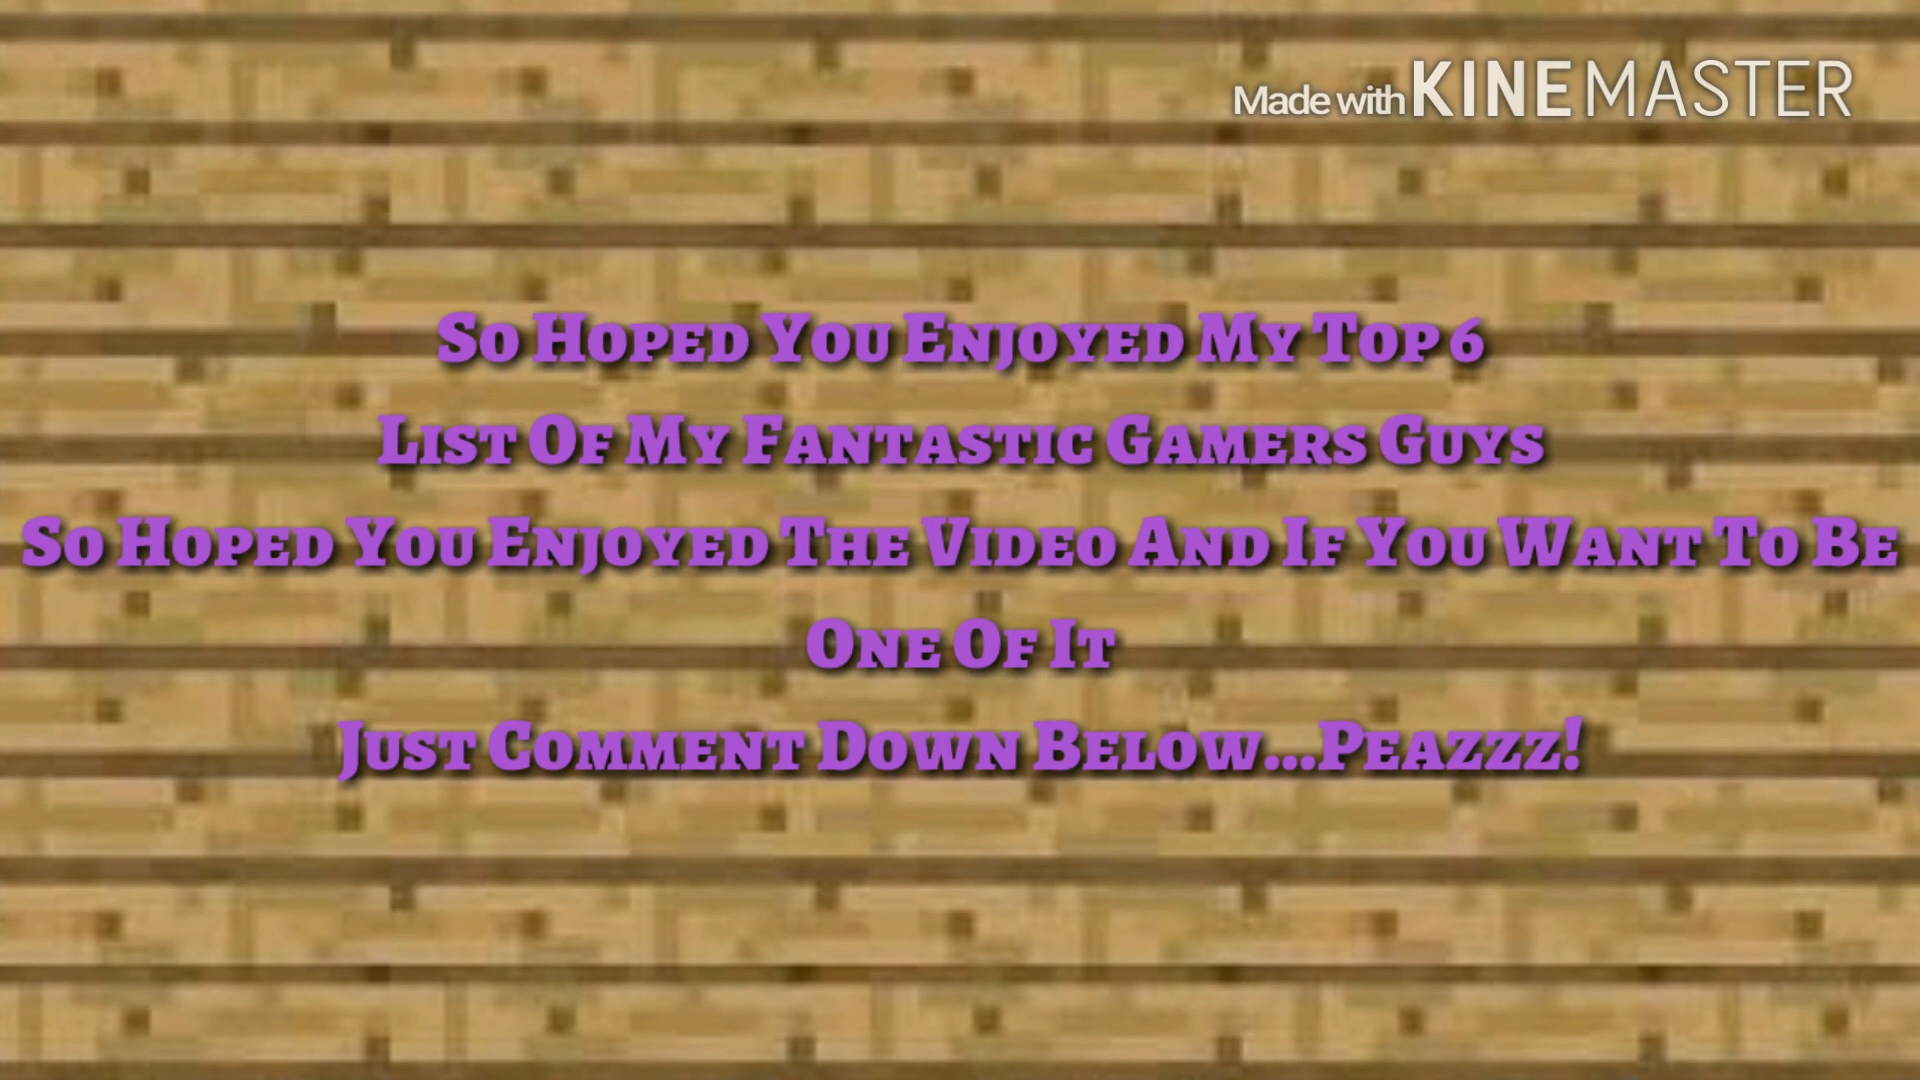 Made with KINEMASTER
So Hoped You Enjoyed My Top 6
List Of My Fantastic Gamers Guys
So Hoped You Enjoyed The Video And If You Want To Be
One Of It
Just Comment Down Below...Peazzz!